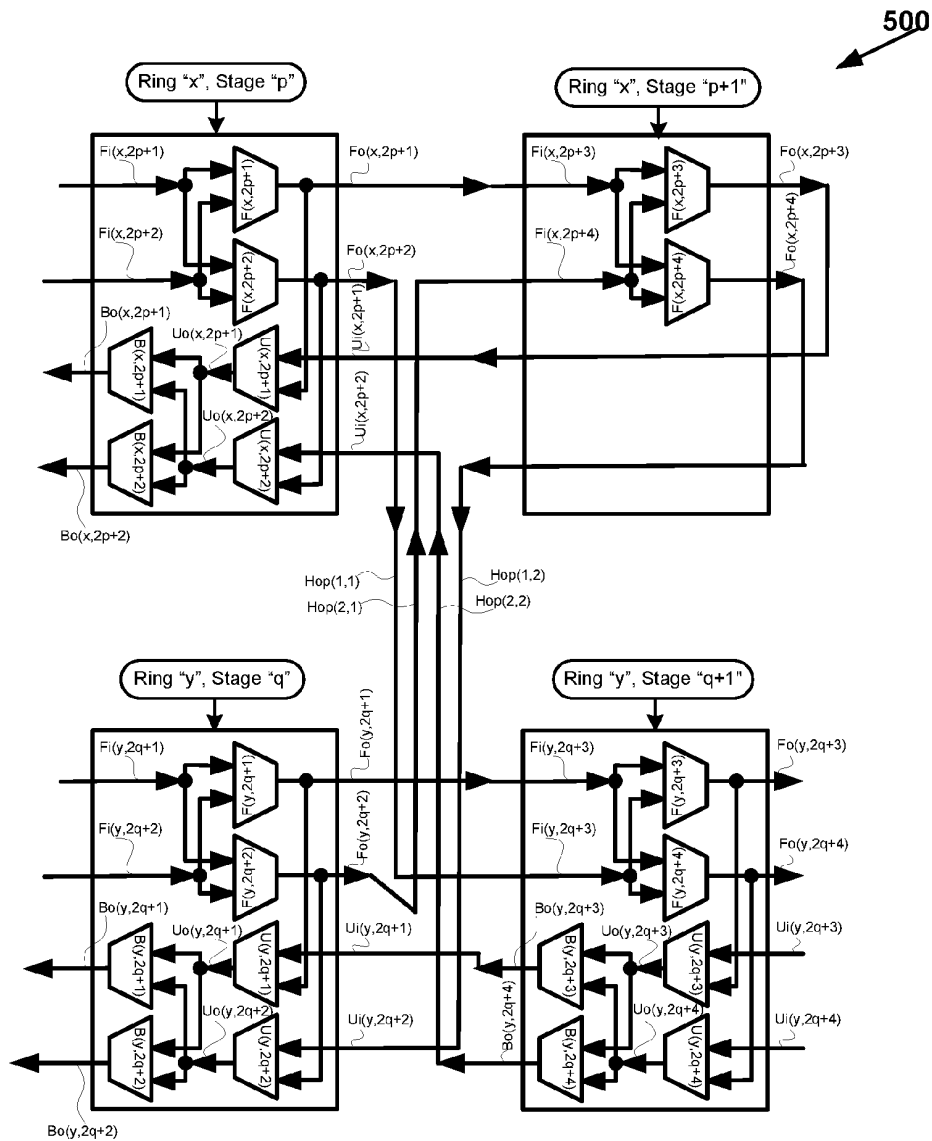 500
Ring "x", Stage "p"
Ring "x", Stage "p+1"
Fi(x,2p+1)
Fo(x,2p+1)
Fi(x,2p+3)
Fo(x,2p+3)
F(x,2p+1)
F(x,2p+3)
Fi(x,2p+2)
Fo(x,2p+2)
Fi(x,2p+4)
Fo(x,2p+4)
F(x,2p+2)
F(x,2p+4)
Bo(x,2p+1)
Uo(x,2p+1)
Ui(x,2p+1)
B(x,2p+1)
U(x,2p+1)
Uo(x,2p+2)
Ui(x,2p+2)
B(x,2p+2)
U(x,2p+2)
Bo(x,2p+2)
Hop(1,1)
Hop(1,2)
Hop(2,1)
Hop(2,2)
Ring "y", Stage "q"
Ring "y", Stage "q+1"
Fi(y,2q+1)
Fo(y,2q+1)
Fi(y,2q+3)
Fo(y,2q+3)
F(y,2q+1)
F(y,2q+3)
Fi(y,2q+2)
Fo(y,2q+2)
Fi(y,2q+3)
Fo(y,2q+4)
F(y,2q+2)
F(y,2q+4)
Bo(y,2q+1)
Uo(y,2q+1)
Ui(y,2q+1)
Bo(y,2q+3)
Uo(y,2q+3)
Ui(y,2q+3)
B(y,2q+1)
U(y,2q+1)
B(y,2q+3)
U(y,2q+3)
Uo(y,2q+2)
Ui(y,2q+2)
Bo(y,2q+4)
Uo(y,2q+4)
Ui(y,2q+4)
B(y,2q+2)
U(y,2q+2)
B(y,2q+4)
U(y,2q+4)
Bo(y,2q+2)